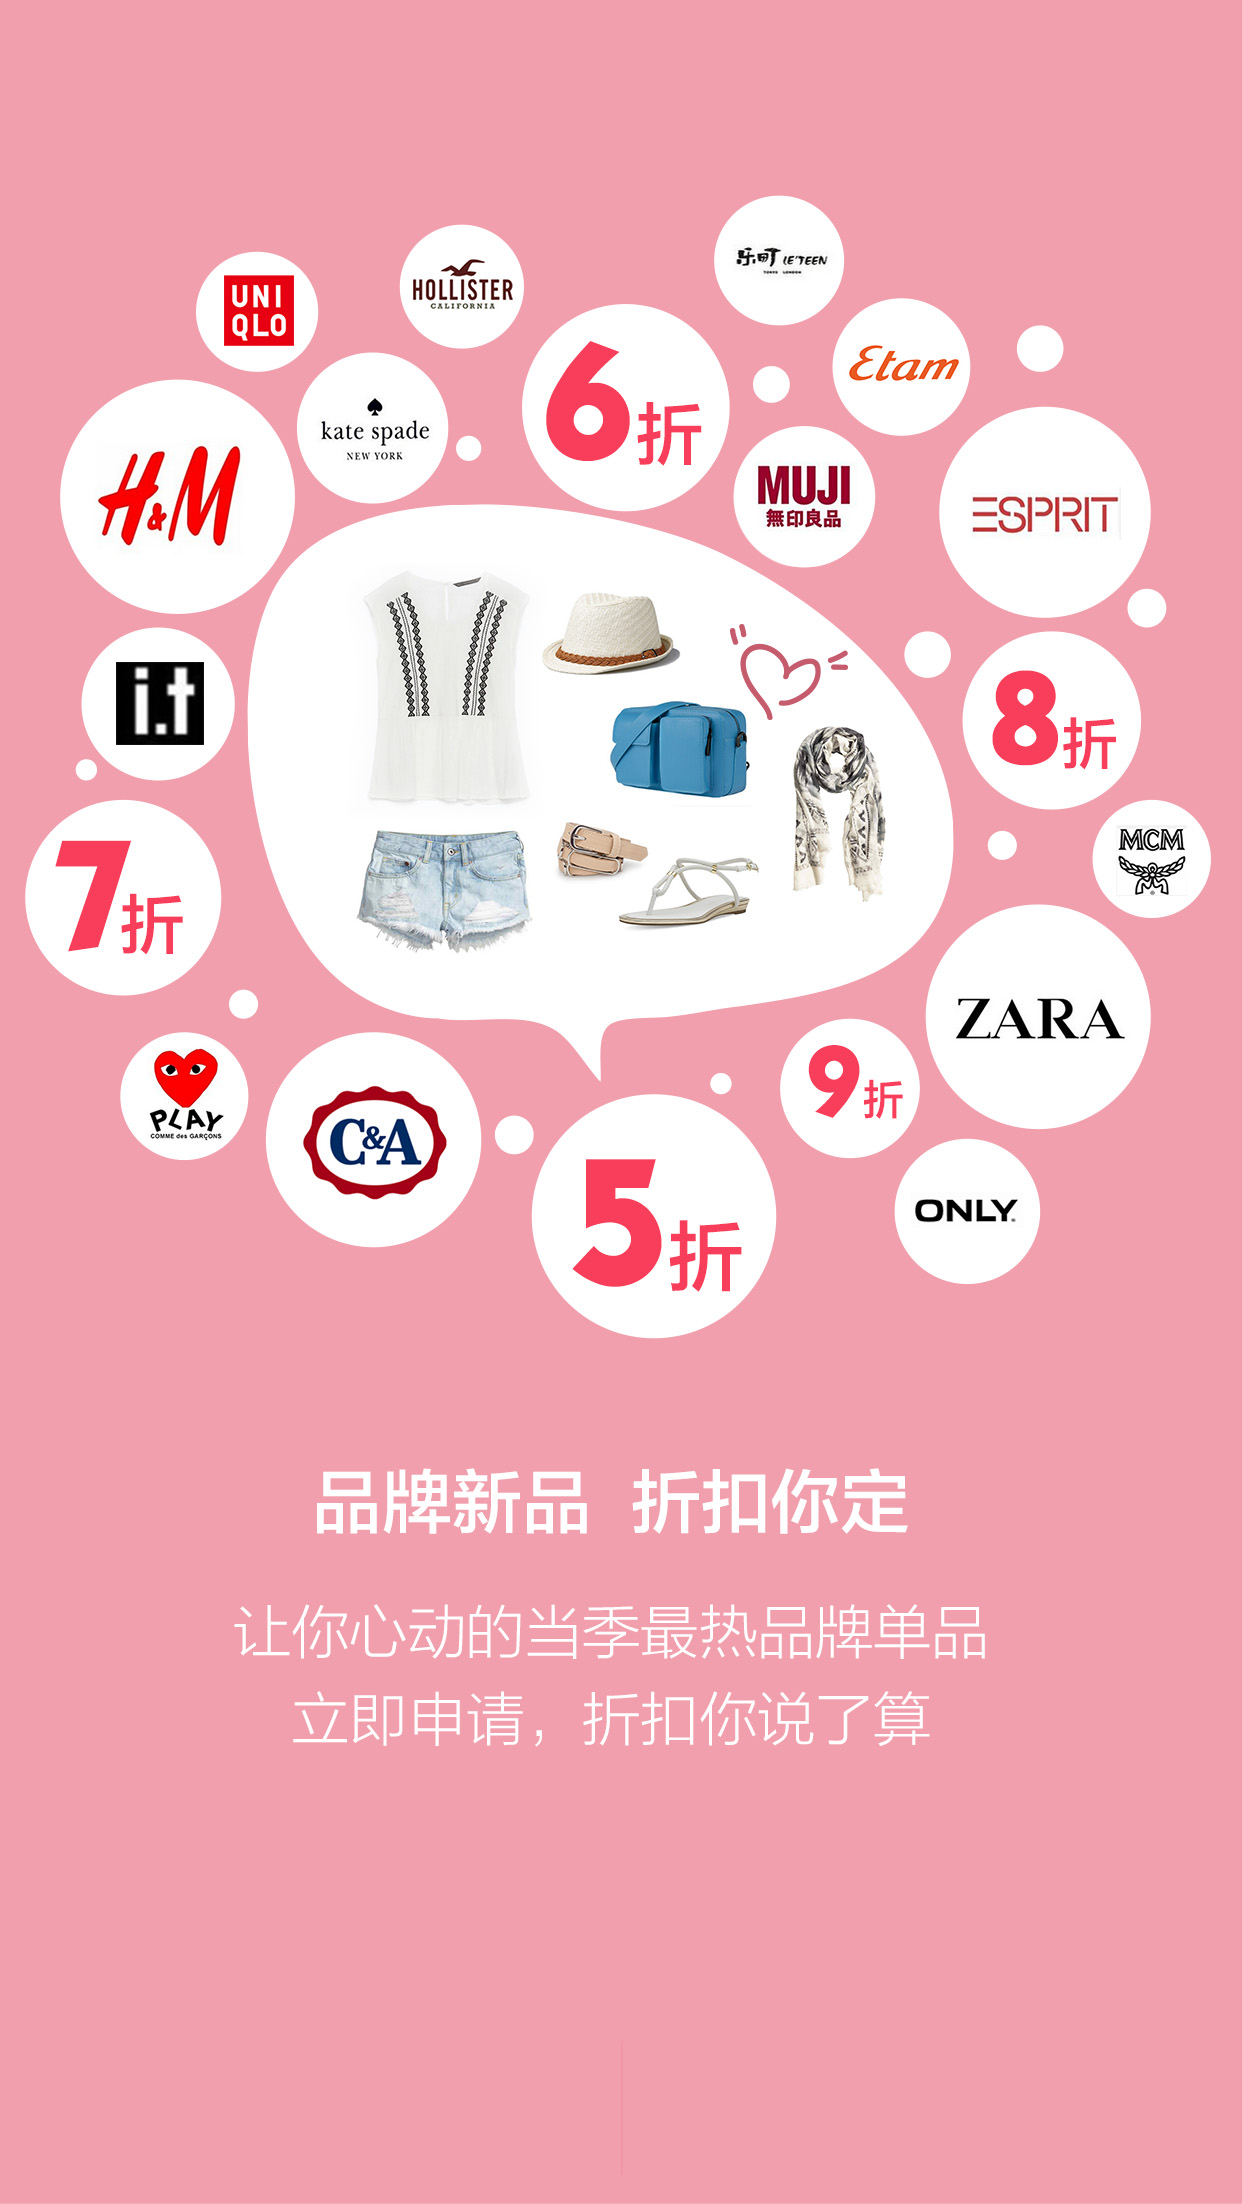 乐町 LE'TEEN
TOKYO LONDON
HOLLISTER
CALIFORNIA
UNI
QLO
Etam
kate spade
NEW YORK
6折
H&M
MUJI
無印良品
ESPRIT
i.t
8折
MCM
7折
ZARA
9折
PLAY
COMME des GARÇONS
C&A
ONLY
5折
品牌新品 折扣你定
让你心动的当季最热品牌单品
立即申请，折扣你说了算